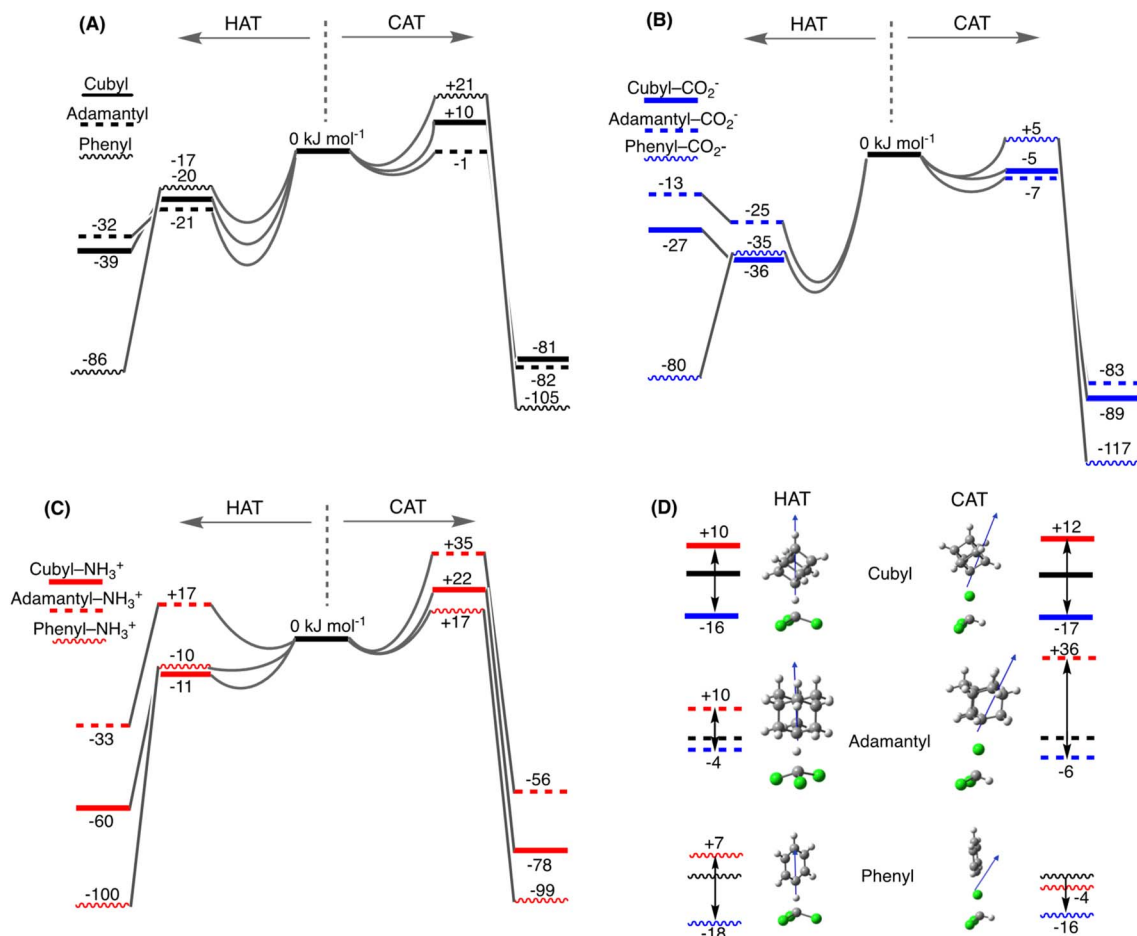 (A)
HAT
CAT
Cubyl
Adamantyl
Phenyl
0 kJ mol-1
+21
+10
-1
-17
-20
-21
-32
-39
-86
-81
-82
-105
(B)
HAT
CAT
Cubyl–CO2-
Adamantyl–CO2-
Phenyl–CO2-
0 kJ mol-1
+5
-5
-7
-13
-25
-27
-35
-36
-80
-83
-89
-117
(C)
HAT
CAT
Cubyl–NH3+
Adamantyl–NH3+
Phenyl–NH3+
0 kJ mol-1
+35
+22
+17
+17
-10
-11
-33
-60
-100
-56
-78
-99
(D)
HAT
CAT
+10
-16
Cubyl
+12
-17
+10
-4
Adamantyl
+36
-6
+7
-18
Phenyl
-4
-16